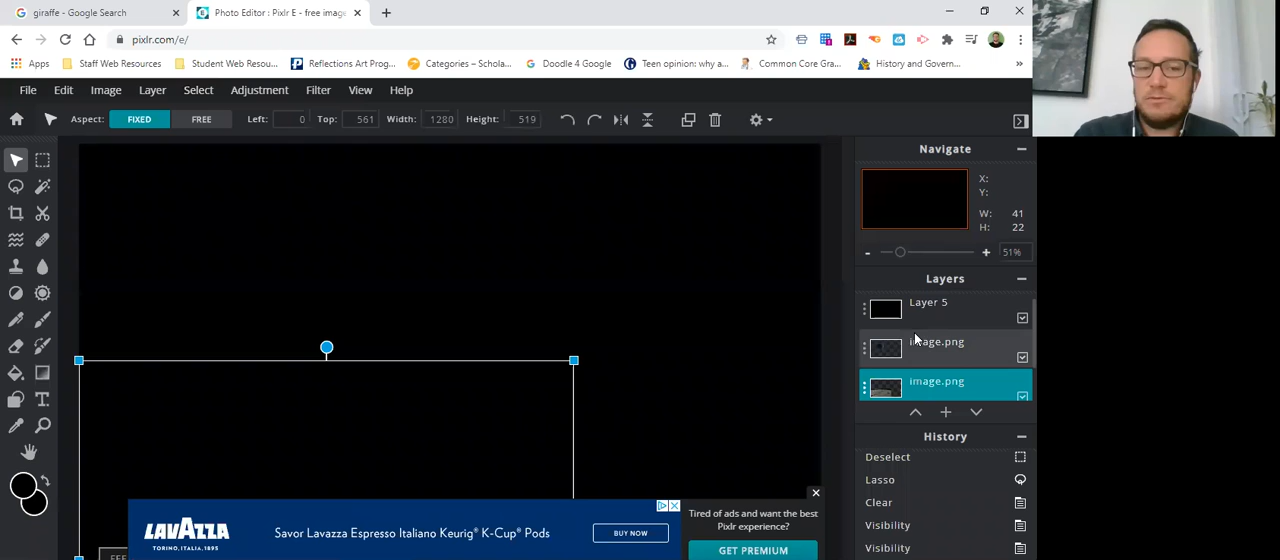 giraffe - Google Search
Photo Editor : Pixlr E - free imag
pixlr.com/e/
Apps Staff Web Resources Student Web Resou... Reflections Art Prog... Categories – Schola... Doodle 4 Google Teen opinion: why a... Common Core Gra... History and Govern...
File Edit Image Layer Select Adjustment Filter View Help
Aspect: FIXED FREE Left: 0 Top: 561 Width: 1280 Height: 519
Navigate
X:
Y:
W: 41
H: 22
51%
Layers
Layer 5
image.png
image.png
History
Deselect
Lasso
Clear
Visibility
Visibility
LAVAZZA
TORINO, ITALIA, 1895
Savor Lavazza Espresso Italiano Keurig® K-Cup® Pods
BUY NOW
Tired of ads and want the best
Pixlr experience?
GET PREMIUM